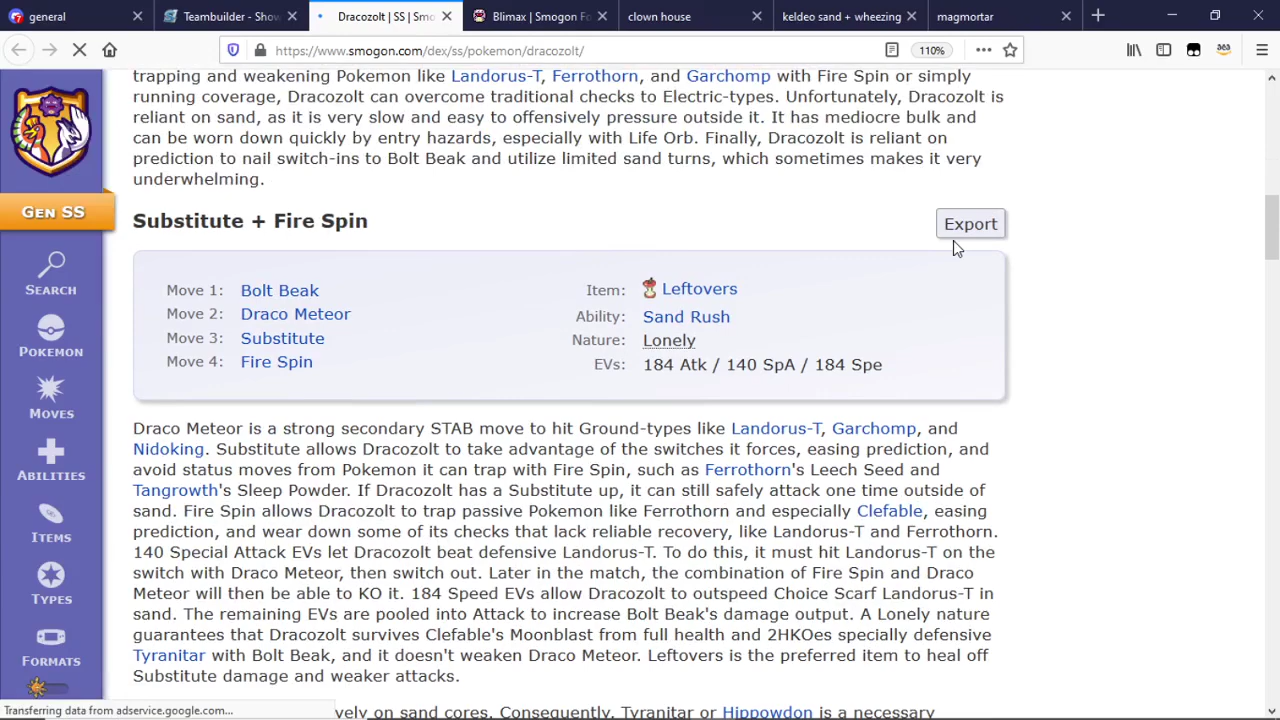 general
Teambuilder - Show
Dracozolt | SS | Smo
Blimax | Smogon Fo
clown house
keldeo sand + wheezing
magmortar
https://www.smogon.com/dex/ss/pokemon/dracozolt/
110%
trapping and weakening Pokemon like Landorus-T, Ferrothorn, and Garchomp with Fire Spin or simply
running coverage, Dracozolt can overcome traditional checks to Electric-types. Unfortunately, Dracozolt is
reliant on sand, as it is very slow and easy to offensively pressure outside it. It has mediocre bulk and
can be worn down quickly by entry hazards, especially with Life Orb. Finally, Dracozolt is reliant on
prediction to nail switch-ins to Bolt Beak and utilize limited sand turns, which sometimes makes it very
underwhelming.
GEN SS
Substitute + Fire Spin
Export
SEARCH
POKEMON
MOVES
ABILITIES
ITEMS
TYPES
FORMATS
Move 1: Bolt Beak
Move 2: Draco Meteor
Move 3: Substitute
Move 4: Fire Spin
Item: Leftovers
Ability: Sand Rush
Nature: Lonely
EVs: 184 Atk / 140 SpA / 184 Spe
Draco Meteor is a strong secondary STAB move to hit Ground-types like Landorus-T, Garchomp, and
Nidoking. Substitute allows Dracozolt to take advantage of the switches it forces, easing prediction, and
avoid status moves from Pokemon it can trap with Fire Spin, such as Ferrothorn's Leech Seed and
Tangrowth's Sleep Powder. If Dracozolt has a Substitute up, it can still safely attack one time outside of
sand. Fire Spin allows Dracozolt to trap passive Pokemon like Ferrothorn and especially Clefable, easing
prediction, and wear down some of its checks that lack reliable recovery, like Landorus-T and Ferrothorn.
140 Special Attack EVs let Dracozolt beat defensive Landorus-T. To do this, it must hit Landorus-T on the
switch with Draco Meteor, then switch out. Later in the match, the combination of Fire Spin and Draco
Meteor will then be able to KO it. 184 Speed EVs allow Dracozolt to outspeed Choice Scarf Landorus-T in
sand. The remaining EVs are pooled into Attack to increase Bolt Beak's damage output. A Lonely nature
guarantees that Dracozolt survives Clefable's Moonblast from full health and 2HKOes specially defensive
Tyranitar with Bolt Beak, and it doesn't weaken Draco Meteor. Leftovers is the preferred item to heal off
Substitute damage and weaker attacks.
vely on sand cores. Consequently, Tyranitar or Hippowdon is a necessary
Transferring data from adservice.google.com...